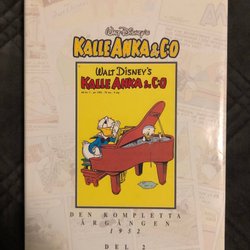 Walt Disney's
KALLE ANKA & C:O
WALT DISNEY'S
KALLE ANKA & C:O
DEN KOMPLETTA
ÅRGÅNGEN
1952
DEL 2